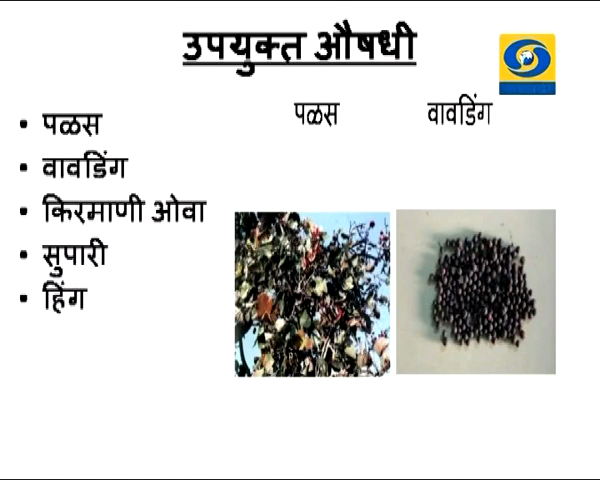 उपयुक्त औषधी
• पळस
• वावडिंग
• किरमाणी ओवा
• सुपारी
• हिंग
पळस
वावडिंग